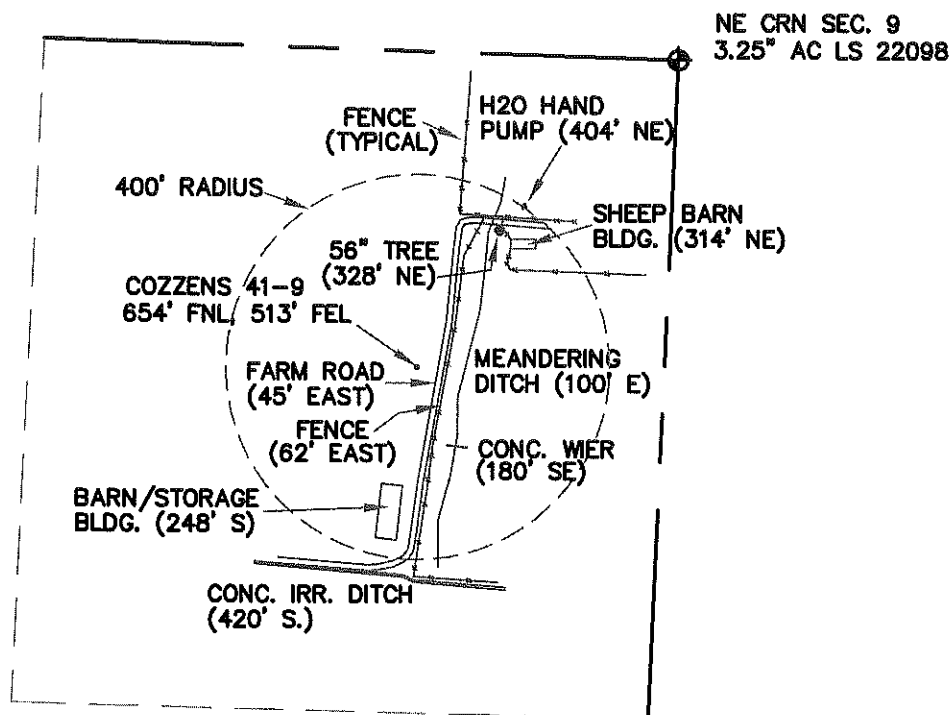 NE CRN SEC. 9
3.25" AC LS 22098
FENCE
(TYPICAL)
H2O HAND
PUMP (404' NE)
400' RADIUS
SHEEP BARN
BLDG. (314' NE)
56" TREE
(328' NE)
COZZENS 41-9
654' FNL, 513' FEL
FARM ROAD
(45' EAST)
MEANDERING
DITCH (100' E)
FENCE
(62' EAST)
CONC. WIER
(180' SE)
BARN/STORAGE
BLDG. (248' S)
CONC. IRR. DITCH
(420' S.)